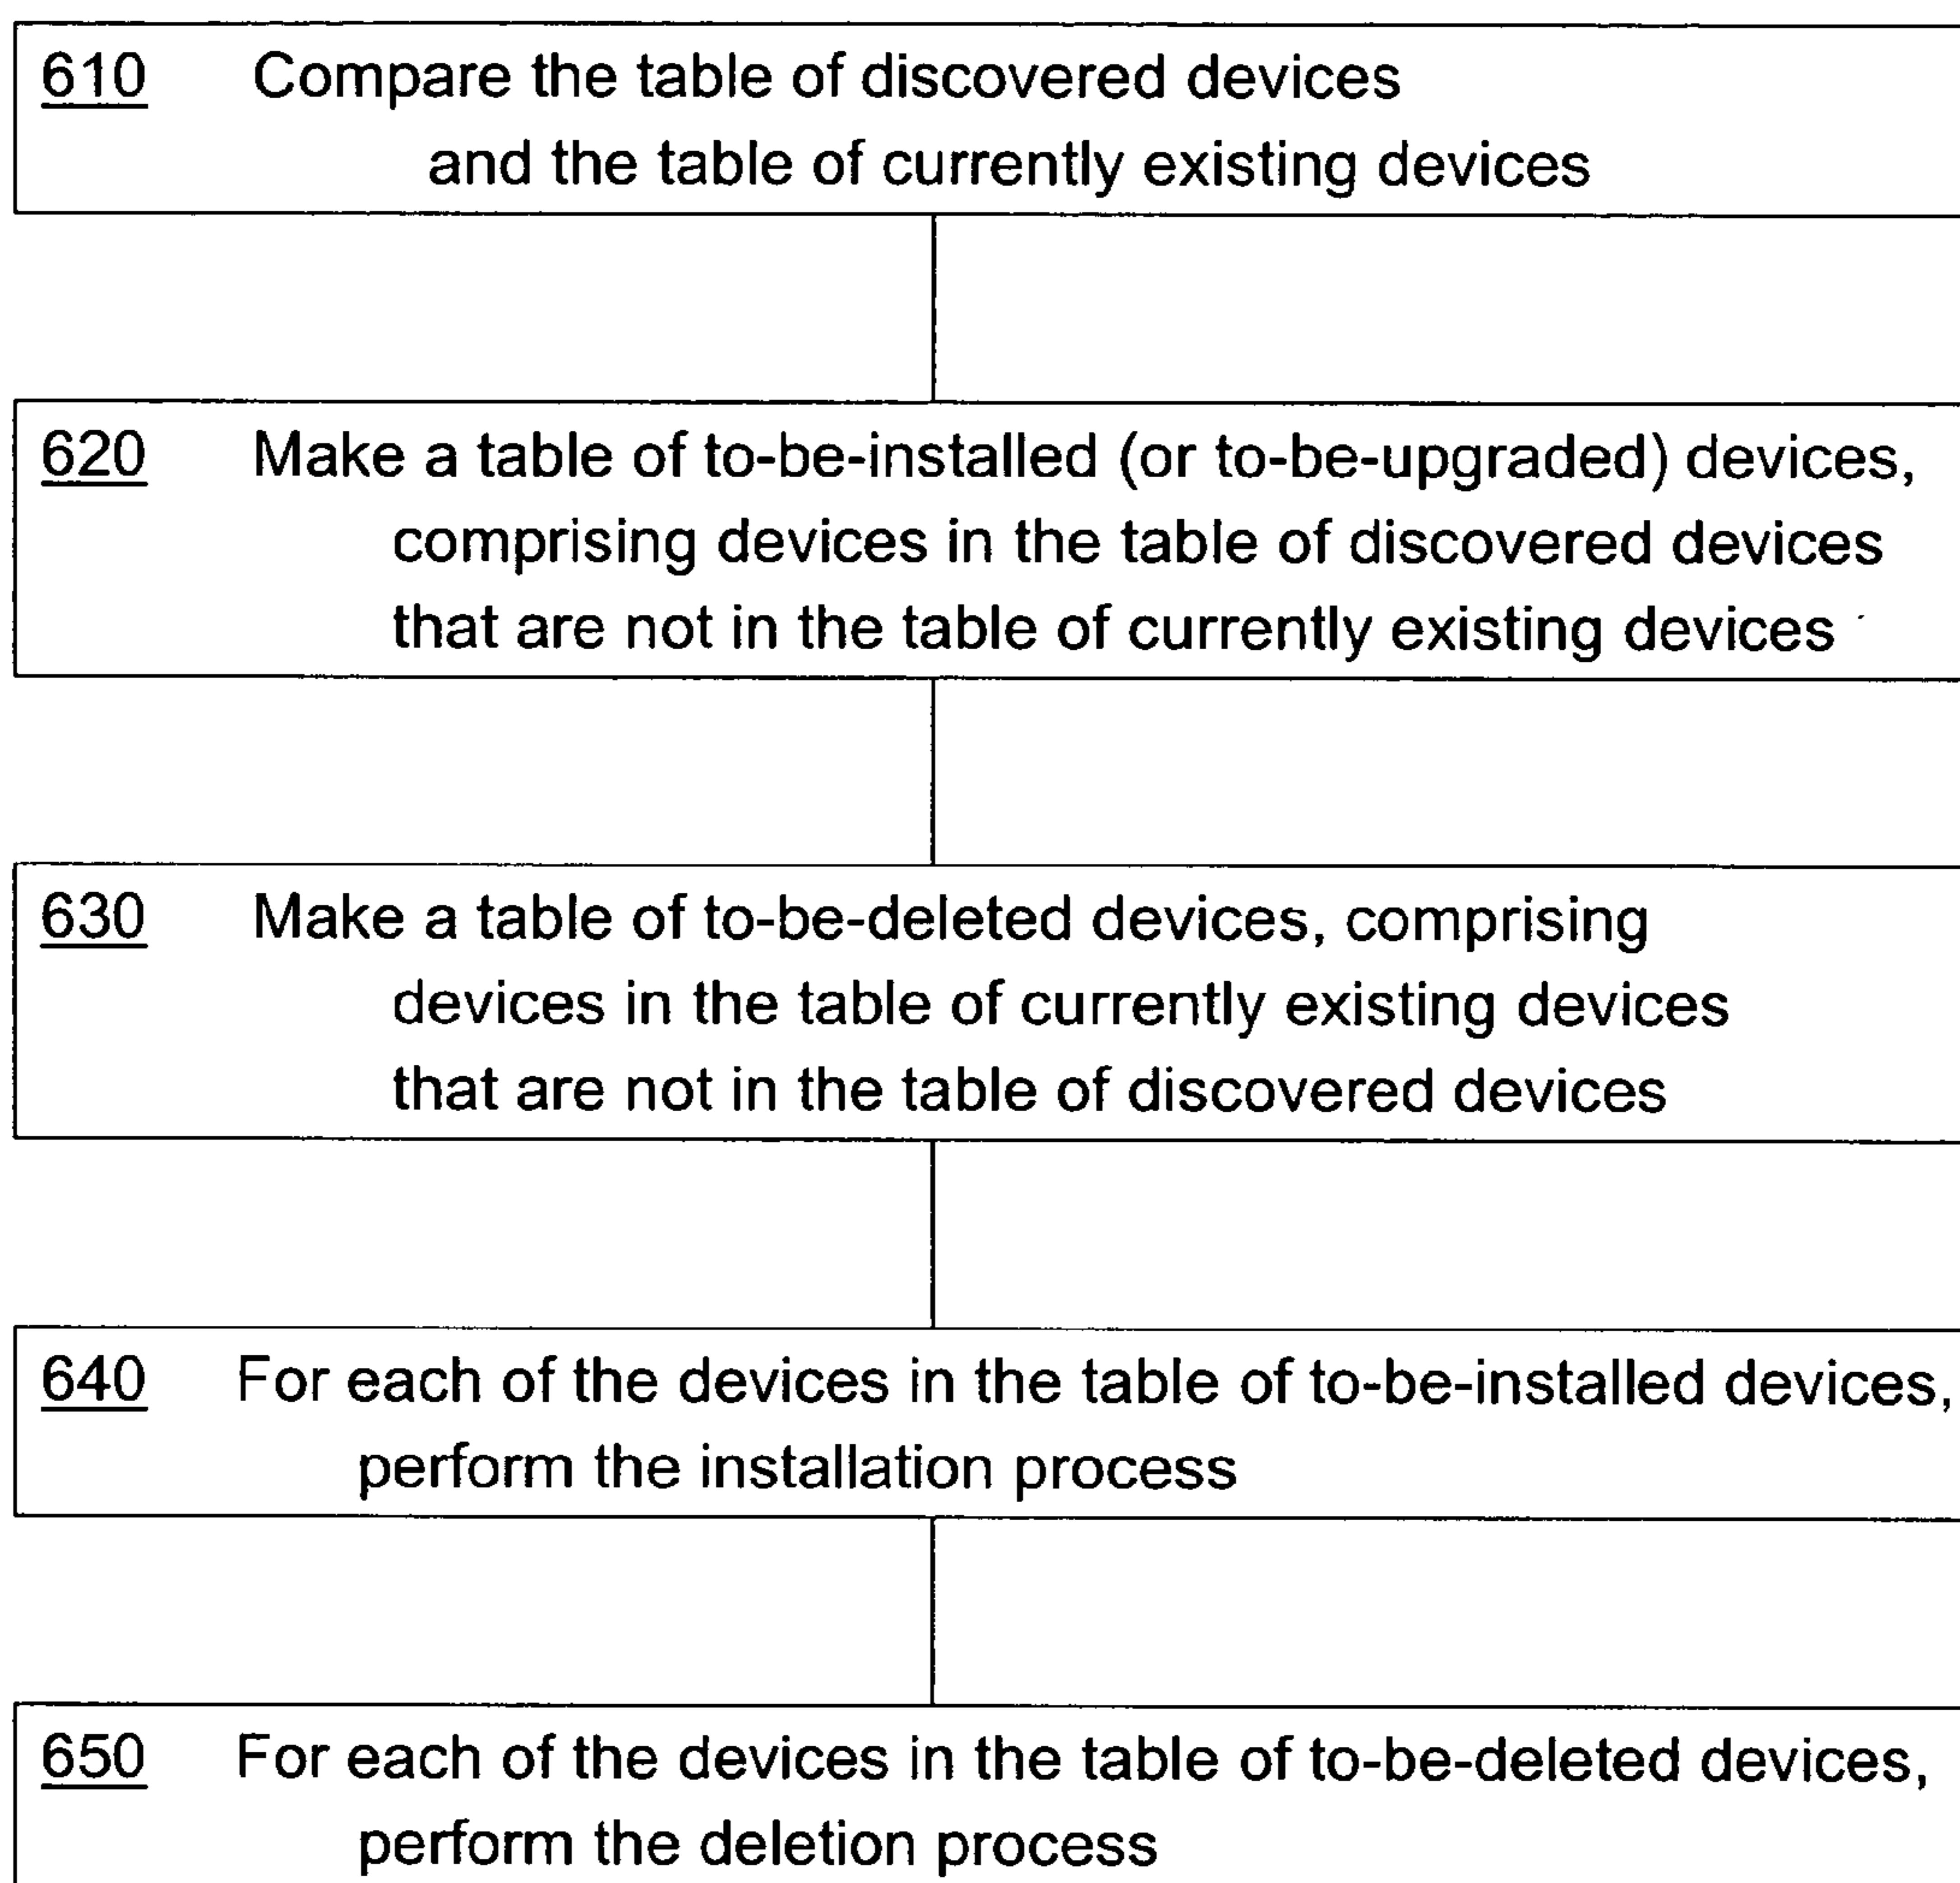 610 Compare the table of discovered devices
and the table of currently existing devices
620 Make a table of to-be-installed (or to-be-upgraded) devices,
comprising devices in the table of discovered devices
that are not in the table of currently existing devices
630 Make a table of to-be-deleted devices, comprising
devices in the table of currently existing devices
that are not in the table of discovered devices
640 For each of the devices in the table of to-be-installed devices,
perform the installation process
650 For each of the devices in the table of to-be-deleted devices,
perform the deletion process